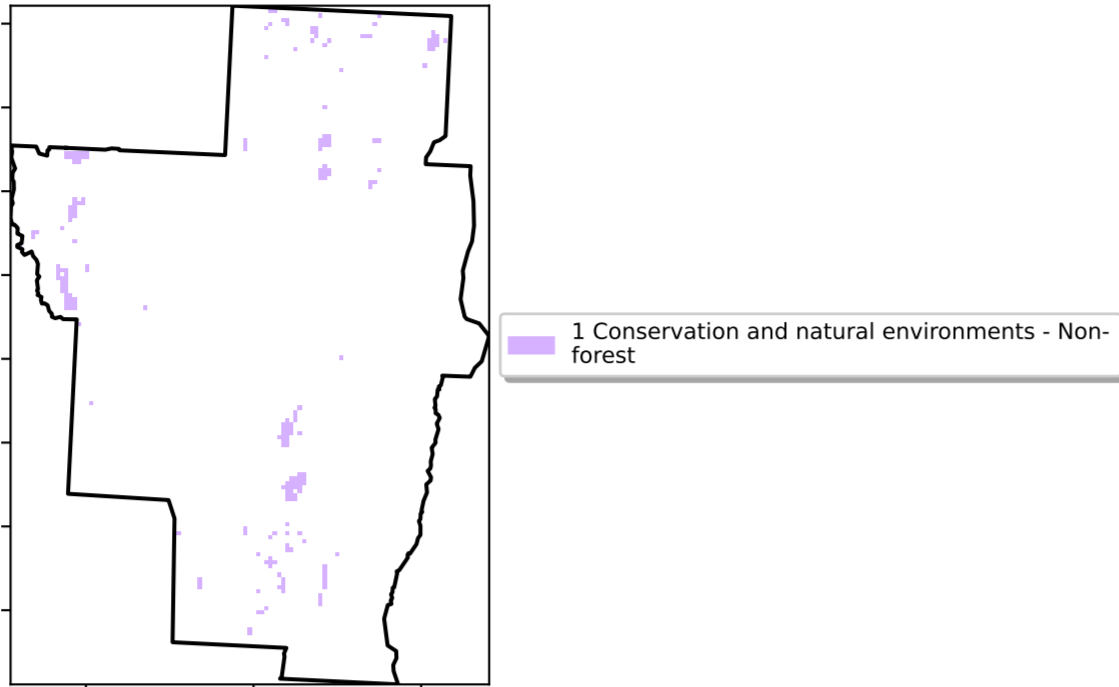 1 Conservation and natural environments - Non-
forest